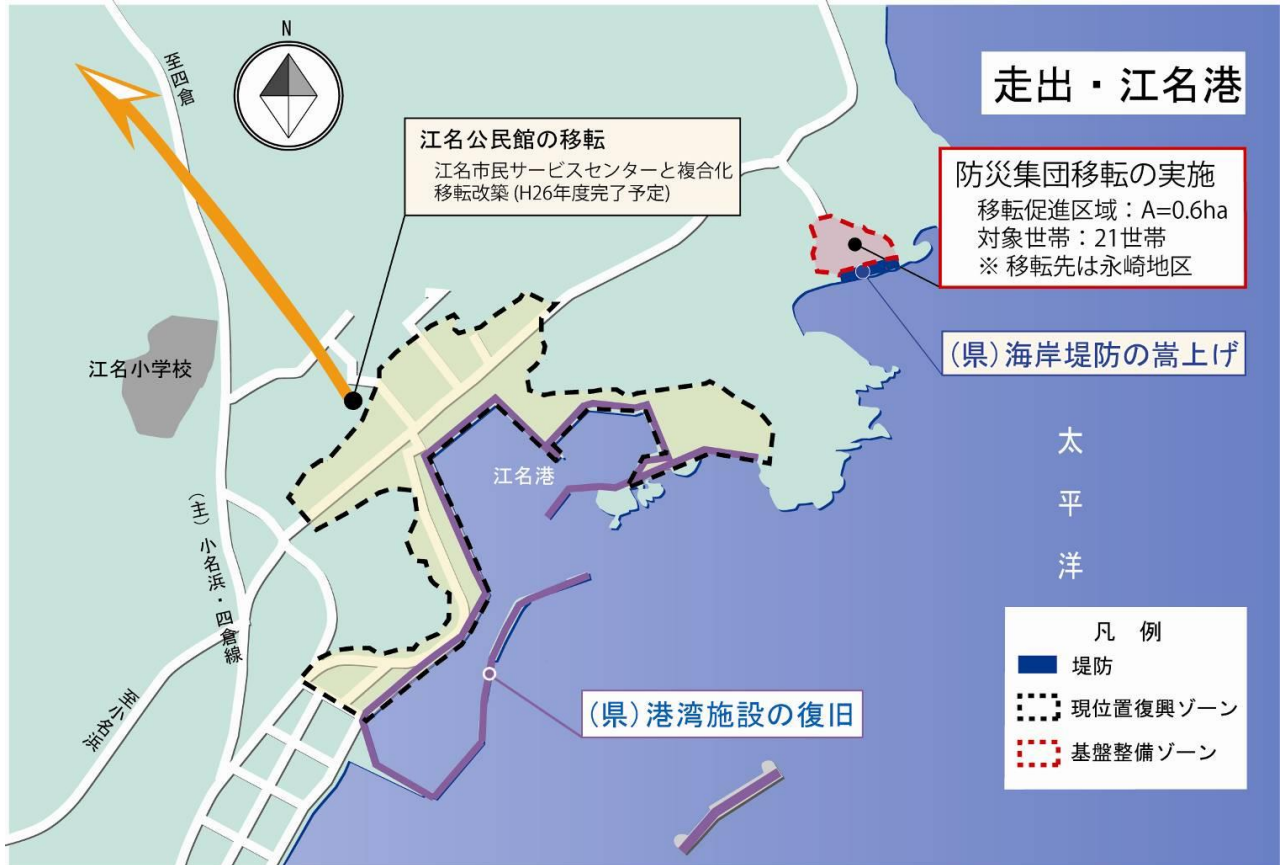 走出・江名港
N
至四倉
江名公民館の移転
江名市民サービスセンターと複合化
移転改築 (H26年度完了予定)
防災集団移転の実施
移転促進区域：A=0.6ha
対象世帯：21世帯
※ 移転先は永崎地区
(県)海岸堤防の嵩上げ
江名小学校
江名港
太平洋
(主)小名浜・四倉線
至小名浜
(県)港湾施設の復旧
凡 例
堤防
現位置復興ゾーン
基盤整備ゾーン